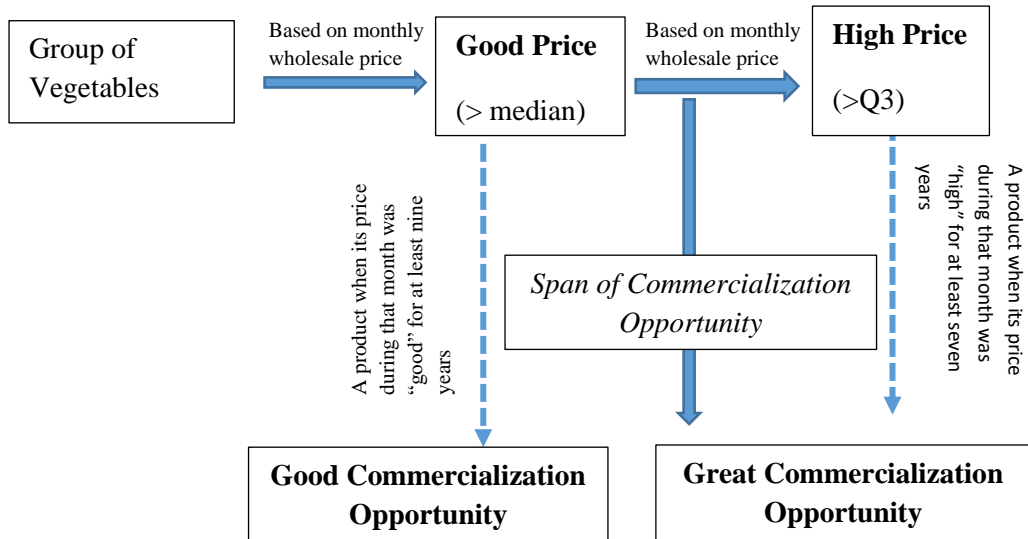 Group of
Vegetables
Based on monthly
wholesale price
Good Price
(> median)
Based on monthly
wholesale price
High Price
(>Q3)
A product when its price
during that month was
“good” for at least nine
years
Span of Commercialization
Opportunity
A product when its price
during that month was
“high” for at least seven
years
Good Commercialization
Opportunity
Great Commercialization
Opportunity